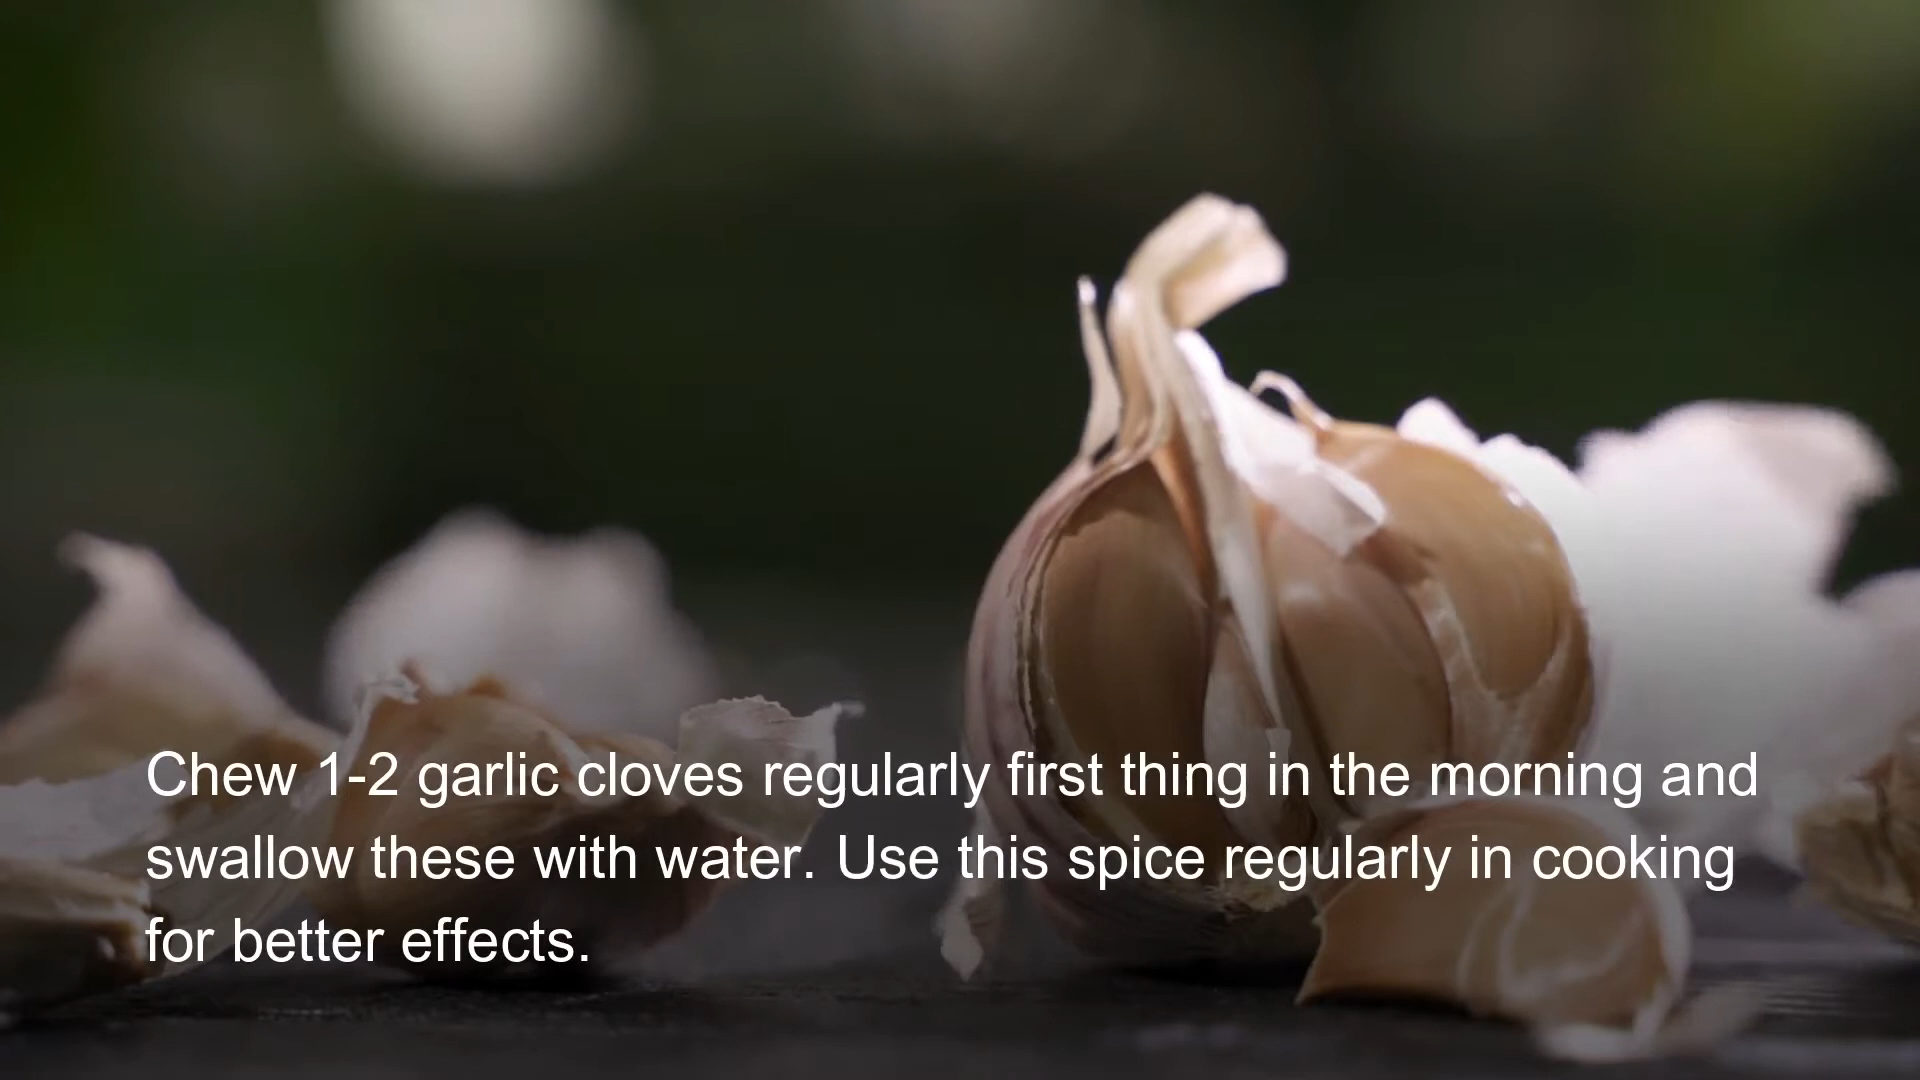 Chew 1-2 garlic cloves regularly first thing in the morning and
swallow these with water. Use this spice regularly in cooking
for better effects.